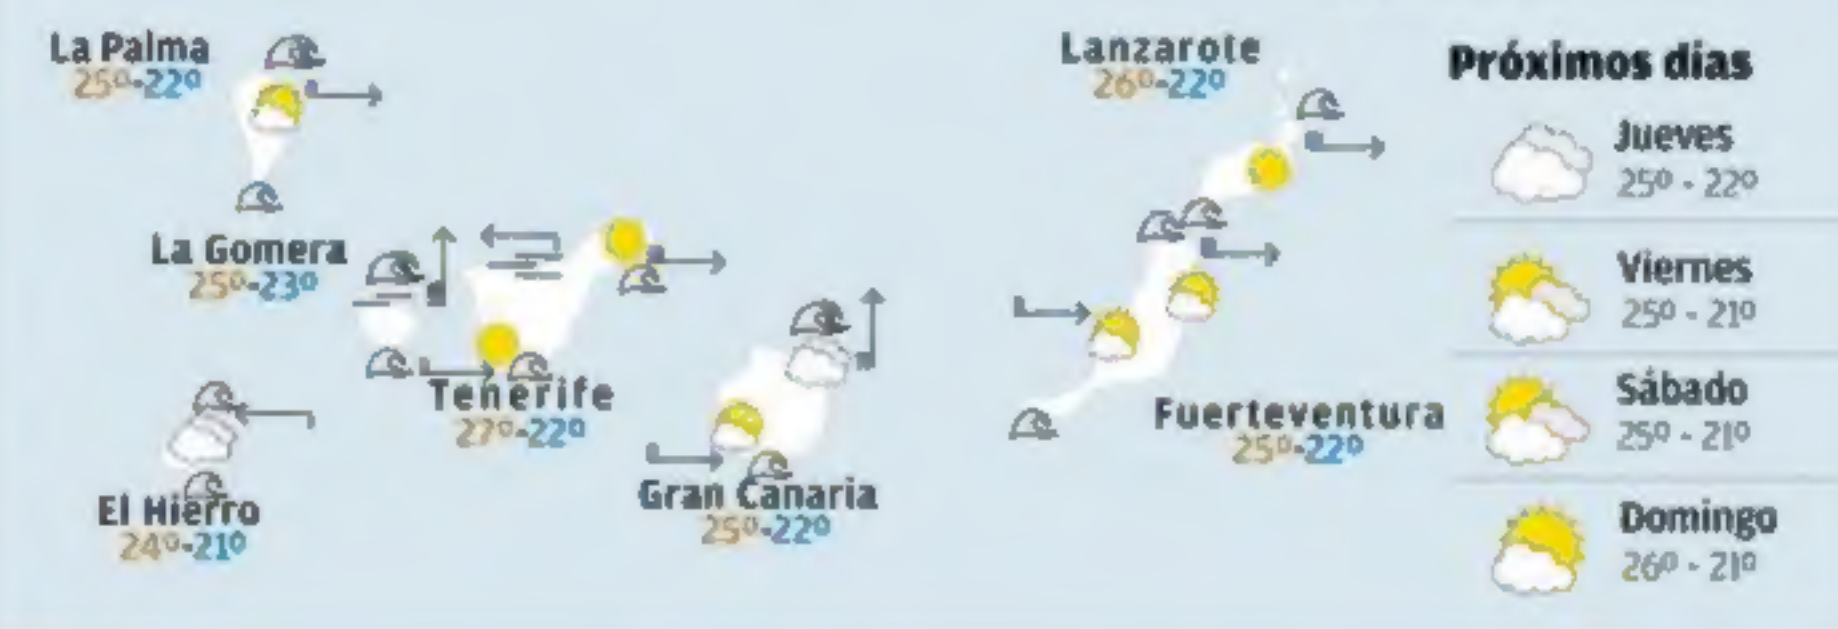 La Palma
25º-22º
La Gomera
25º-23º
El Hierro
24º-21º
Tenerife
27º-22º
Gran Canaria
25º-22º
Lanzarote
26º-22º
Fuerteventura
25º-22º
Próximos días
Jueves
25º - 22º
Viernes
25º - 21º
Sábado
25º - 21º
Domingo
26º - 21º